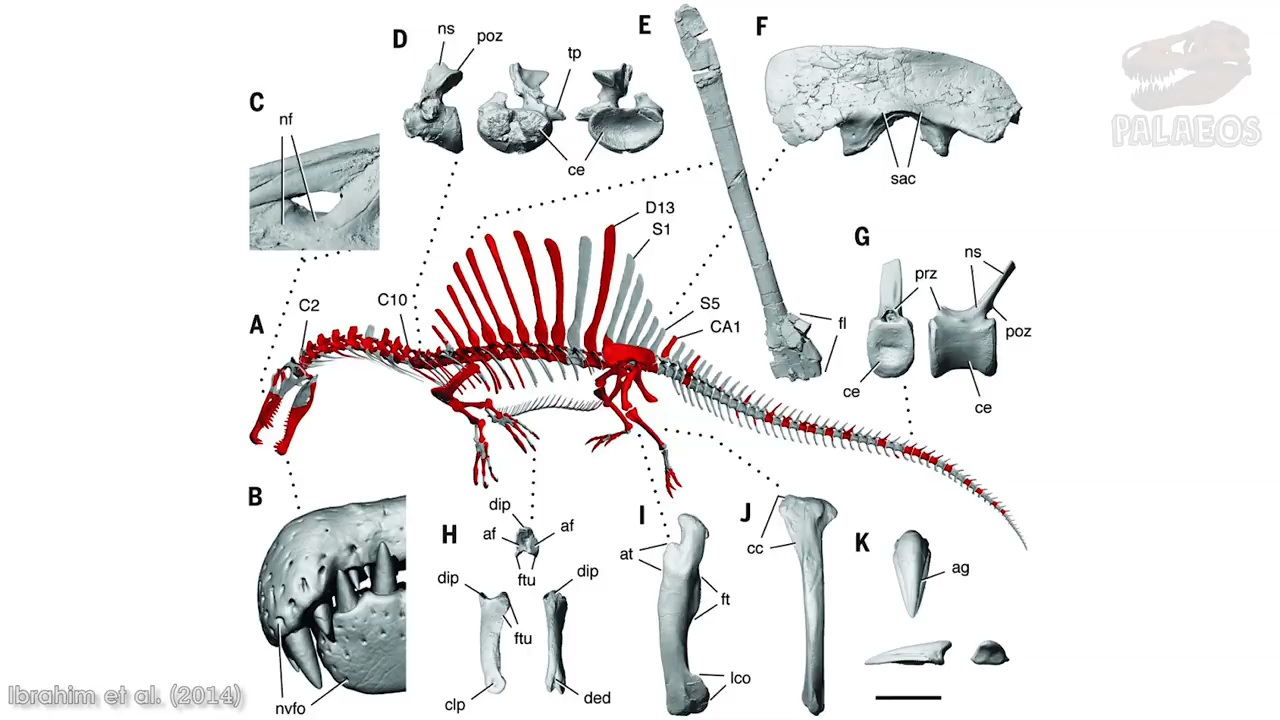 PALAEOS
C
nf
D
ns
poz
tp
ce
E
fl
F
sac
G
prz
ns
poz
ce
ce
A
C2
C10
D13
S1
S5
CA1
B
nvfo
H
dip
af
af
ftu
dip
dip
ftu
clp
ded
I
at
ft
lco
J
cc
K
ag
Ibrahim et al. (2014)